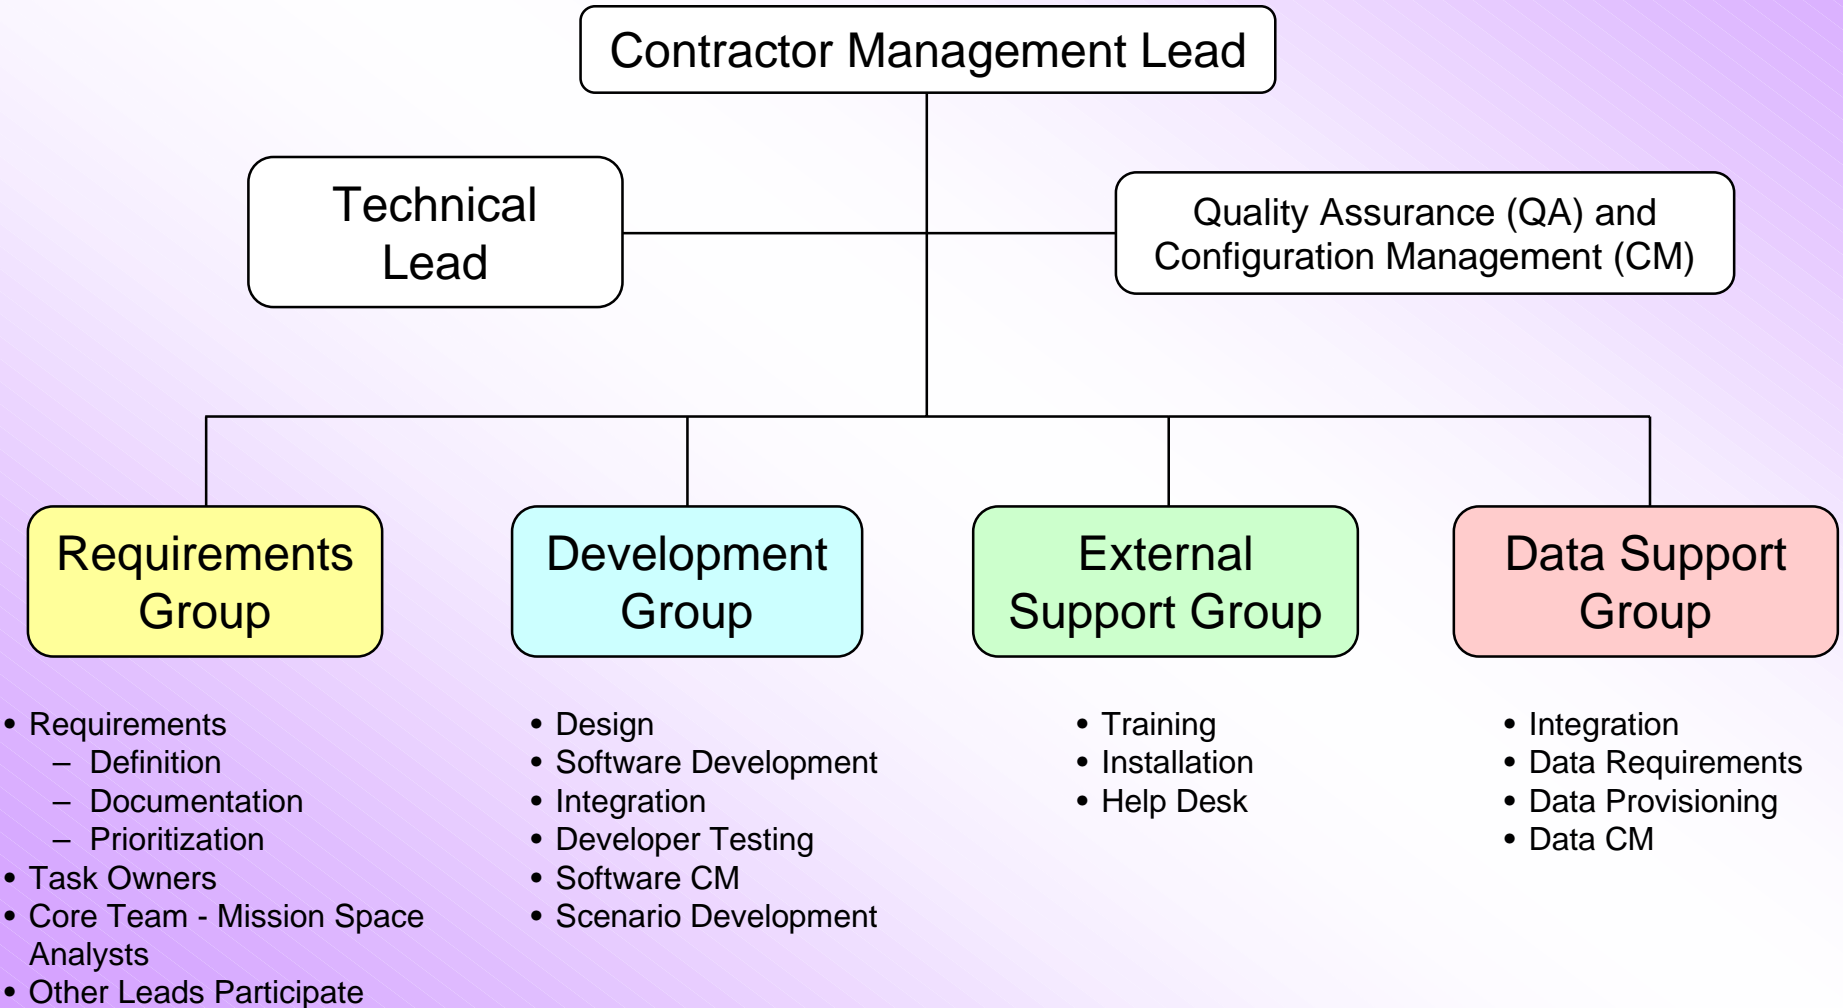 Contractor Management Lead
Technical
Lead
Quality Assurance (QA) and
Configuration Management (CM)
Requirements
Group
Development
Group
External
Support Group
Data Support
Group
• Requirements
– Definition
– Documentation
– Prioritization
• Task Owners
• Core Team - Mission Space
Analysts
• Other Leads Participate
• Design
• Software Development
• Integration
• Developer Testing
• Software CM
• Scenario Development
• Training
• Installation
• Help Desk
• Integration
• Data Requirements
• Data Provisioning
• Data CM